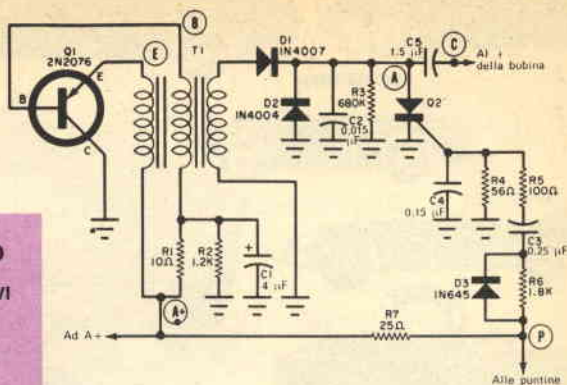 Q1
2N2076
B
E
C
B
E
T1
D1
1N4007
D2
1N4004
C2
0,015
μF
R3
680K
A
C5
1.5 μF
C
Al +
della bobina
Q2
C4
0.15 μF
R4
56Ω
R5
100Ω
C3
0.25 μF
D3
1N645
R6
1.8K
R1
10Ω
R2
1.2K
+
C1
4 μF
A+
Ad A+
R7
25Ω
P
Alle puntine